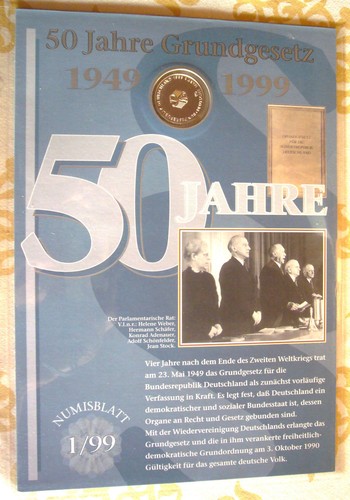 50 Jahre Grundgesetz
1949 1999
50 JAHRE
Der Parlamentarische Rat:
V.l.n.r.: Helene Weber,
Hermann Schäfer,
Konrad Adenauer,
Adolf Schönfelder,
Jean Stock.
Vier Jahre nach dem Ende des Zweiten Weltkriegs trat
am 23. Mai 1949 das Grundgesetz für die
Bundesrepublik Deutschland als zunächst vorläufige
Verfassung in Kraft. Es legt fest, daß Deutschland ein
demokratischer und sozialer Bundesstaat ist, dessen
Organe an Recht und Gesetz gebunden sind.
Mit der Wiedervereinigung Deutschlands erlangte das
Grundgesetz und die in ihm verankerte freiheitlich-
demokratische Grundordnung am 3. Oktober 1990
Gültigkeit für das gesamte deutsche Volk.
NUMISBLATT
1/99